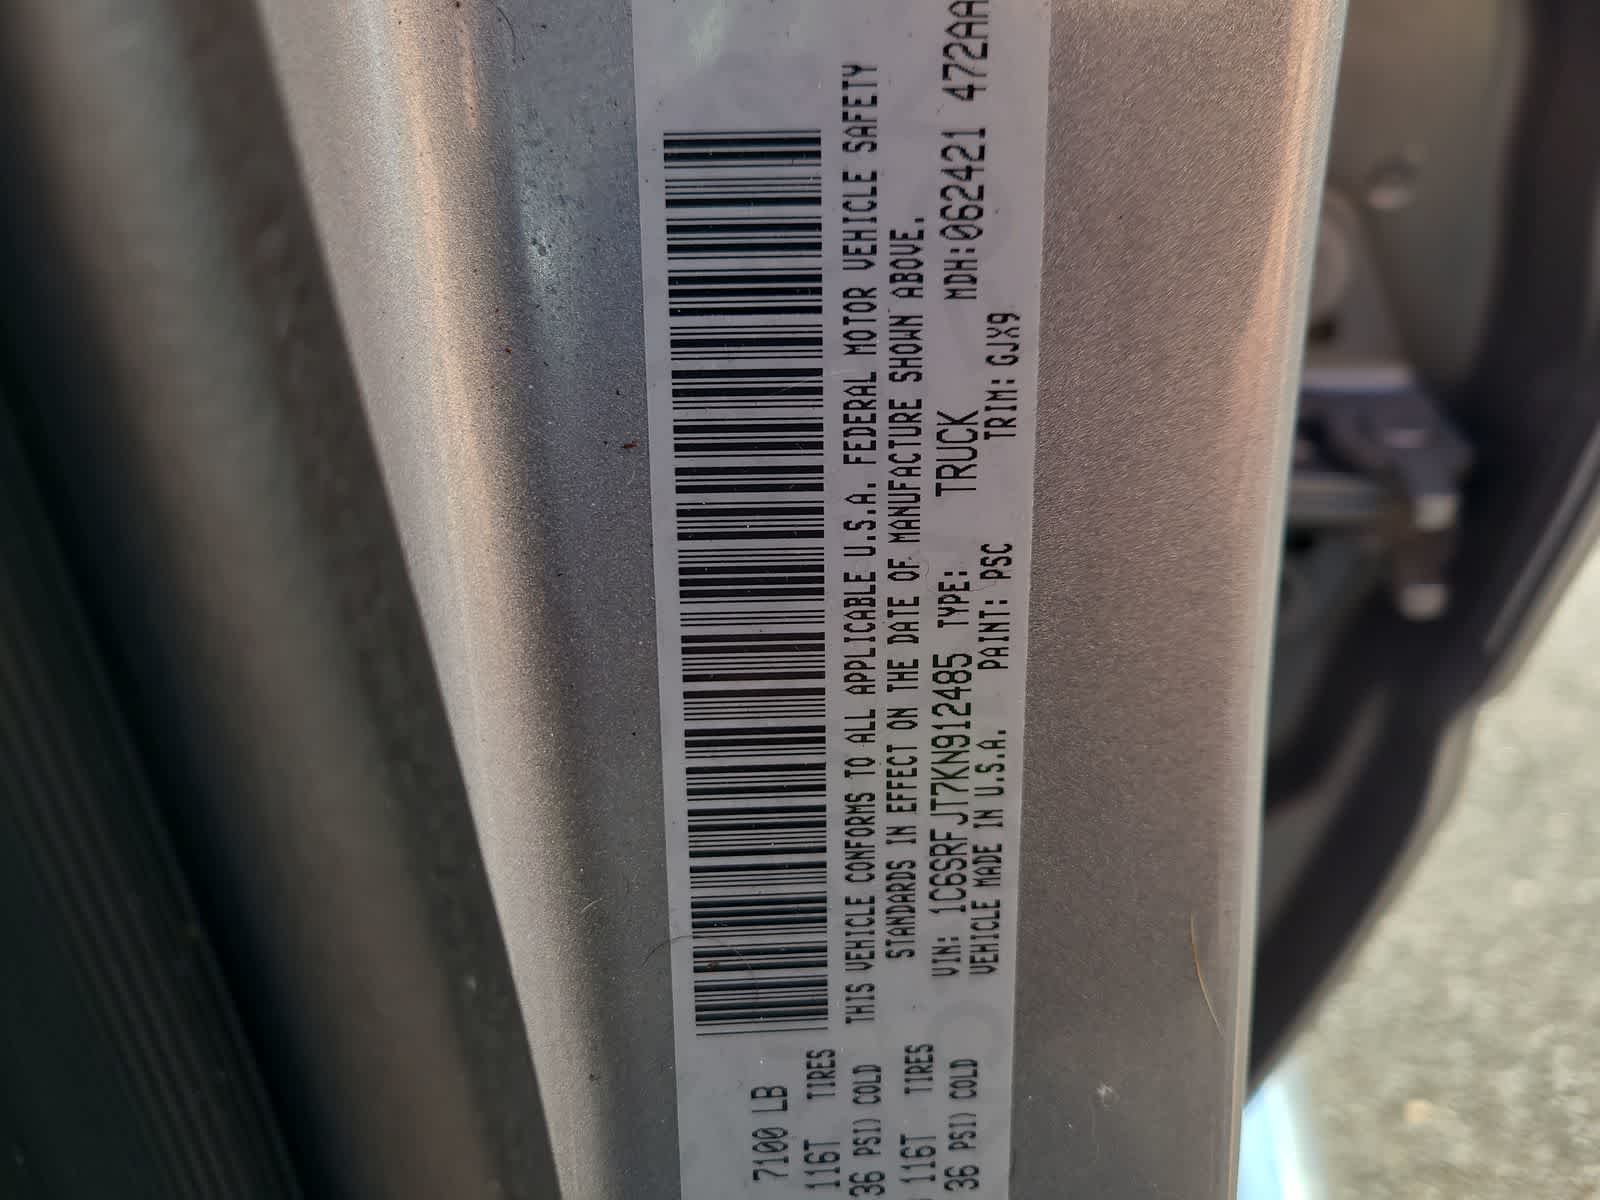 7100 LB
116T TIRES
36 PSI) COLD
116T TIRES
36 PSI) COLD
THIS VEHICLE CONFORMS TO ALL APPLICABLE U.S.A. FEDERAL MOTOR VEHICLE SAFETY
STANDARDS IN EFFECT ON THE DATE OF MANUFACTURE SHOWN ABOVE.
VIN: 1C6SRFJT7KN912485 TYPE: TRUCK MDH:062421 472AA
VEHICLE MADE IN U.S.A. PAINT: PSC TRIM: GJX9